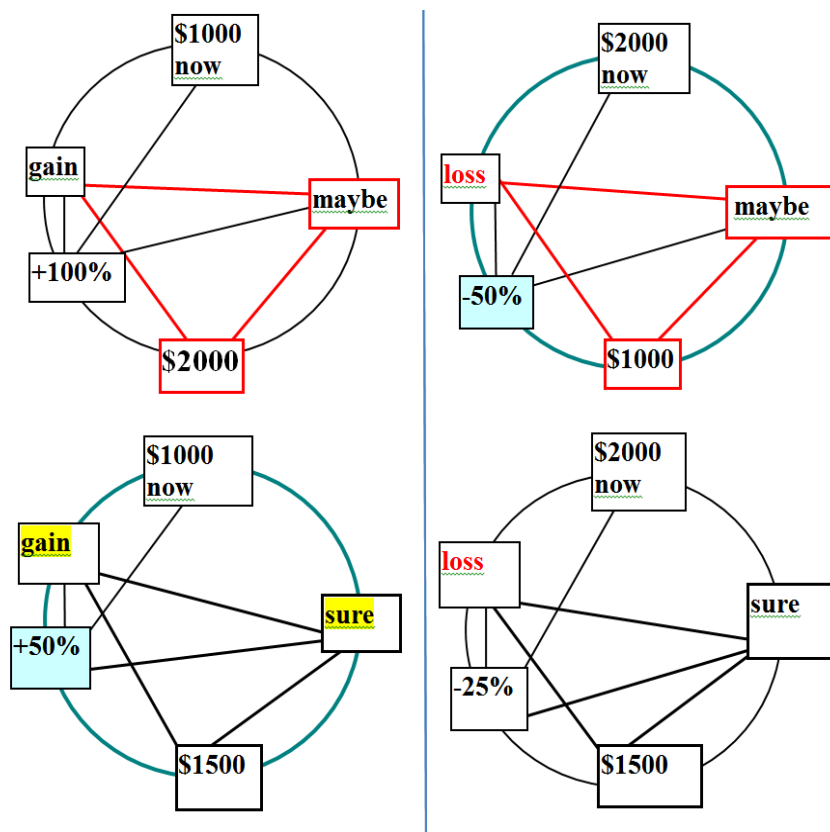 $1000
now
gain
maybe
+100%
$2000
$2000
now
loss
maybe
-50%
$1000
$1000
now
gain
sure
+50%
$1500
$2000
now
loss
sure
-25%
$1500